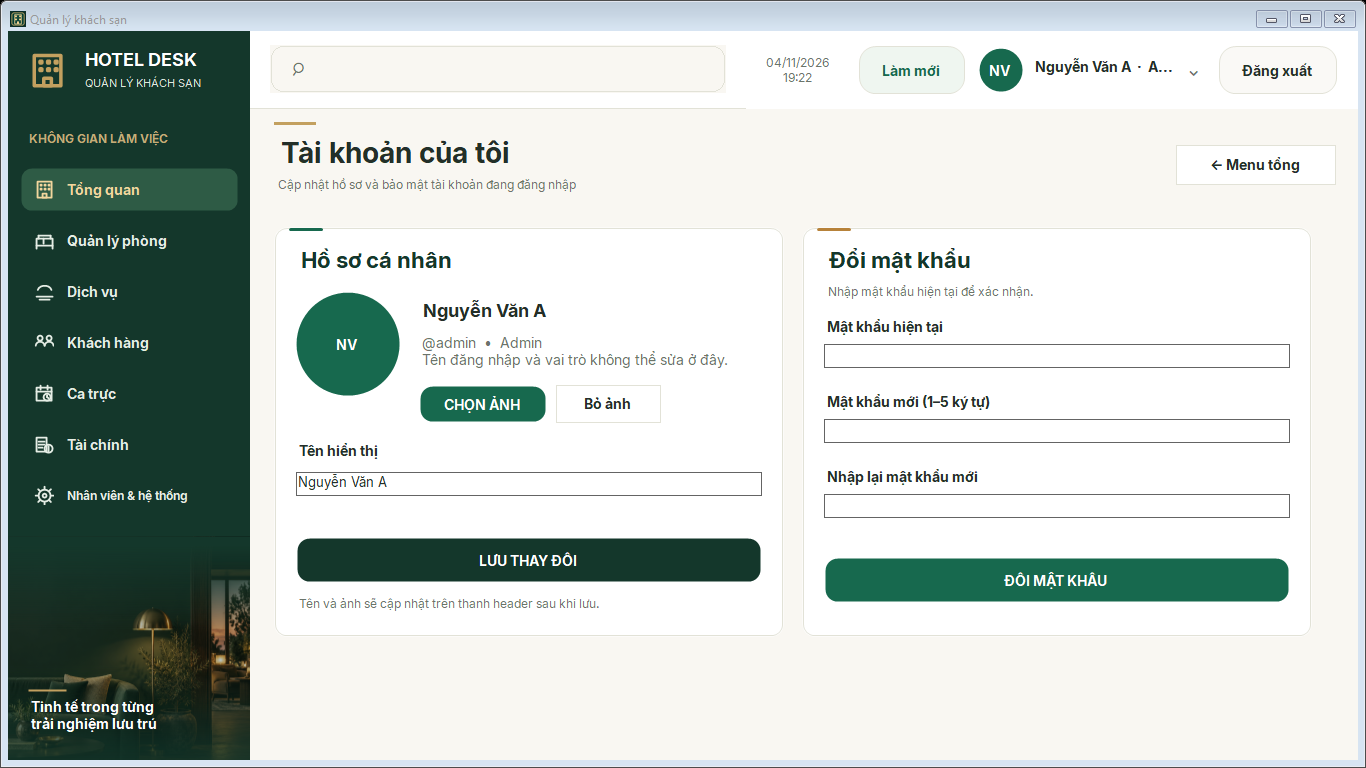 Quản lý khách sạn
HOTEL DESK
QUẢN LÝ KHÁCH SẠN
04/11/2026
19:22
Làm mới
NV
Nguyễn Văn A · A...
Đăng xuất
KHÔNG GIAN LÀM VIỆC
Tổng quan
Quản lý phòng
Dịch vụ
Khách hàng
Ca trực
Tài chính
Nhân viên & hệ thống
Tinh tế trong từng
trải nghiệm lưu trú
Tài khoản của tôi
Cập nhật hồ sơ và bảo mật tài khoản đang đăng nhập
← Menu tổng
Hồ sơ cá nhân
NV
Nguyễn Văn A
@admin • Admin
Tên đăng nhập và vai trò không thể sửa ở đây.
CHỌN ẢNH
Bỏ ảnh
Tên hiển thị
Nguyễn Văn A
LƯU THAY ĐỔI
Tên và ảnh sẽ cập nhật trên thanh header sau khi lưu.
Đổi mật khẩu
Nhập mật khẩu hiện tại để xác nhận.
Mật khẩu hiện tại
Mật khẩu mới (1–5 ký tự)
Nhập lại mật khẩu mới
ĐỔI MẬT KHẨU